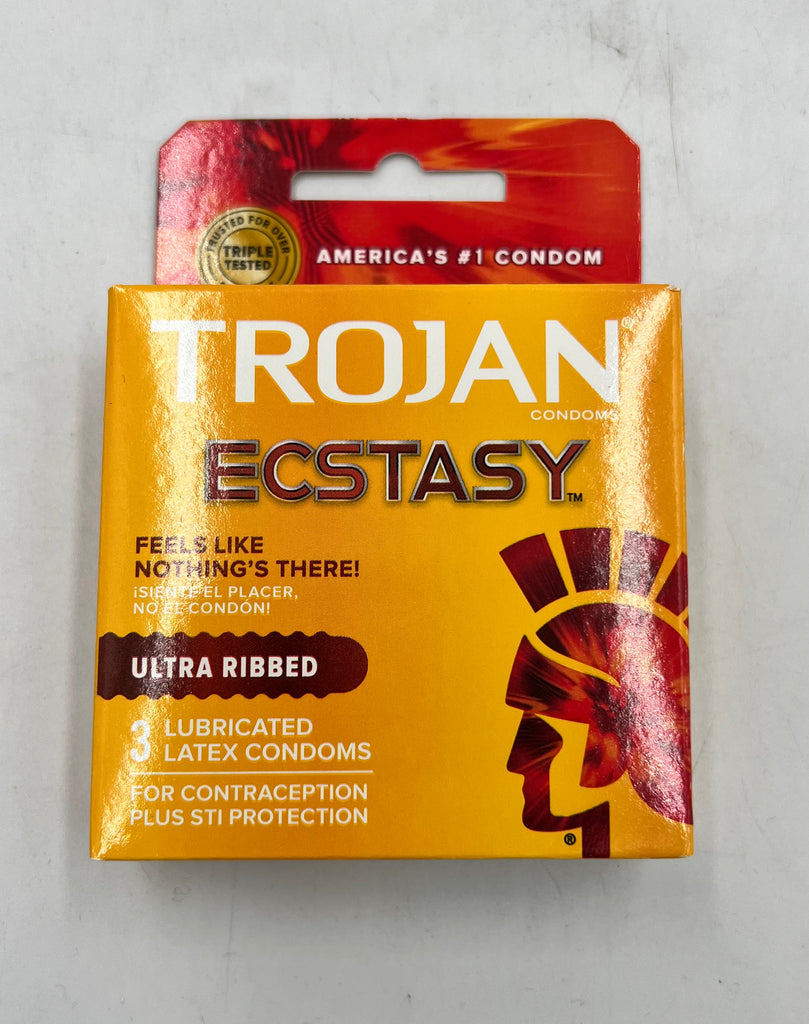 TRUSTED FOR OVER
TRIPLE
TESTED
AMERICA'S #1 CONDOM
TROJAN®
CONDOMS
ECSTASY™
FEELS LIKE
NOTHING'S THERE!
¡SIENTE EL PLACER,
NO EL CONDÓN!
ULTRA RIBBED
3 LUBRICATED
LATEX CONDOMS
FOR CONTRACEPTION
PLUS STI PROTECTION
®